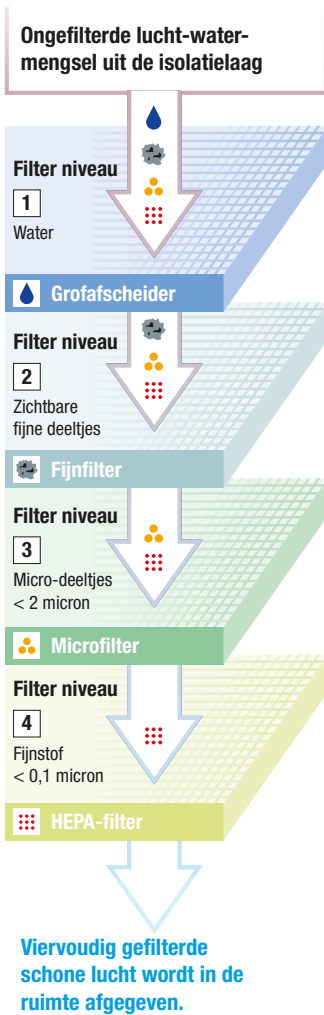 Ongefilterde lucht-water-
mengsel uit de isolatielaag
Filter niveau
1
Water
Grofafscheider
Filter niveau
2
Zichtbare
fijne deeltjes
Fijnfilter
Filter niveau
3
Micro-deeltjes
< 2 micron
Microfilter
Filter niveau
4
Fijnstof
< 0,1 micron
HEPA-filter
Viervoudig gefilterde
schone lucht wordt in de
ruimte afgegeven.